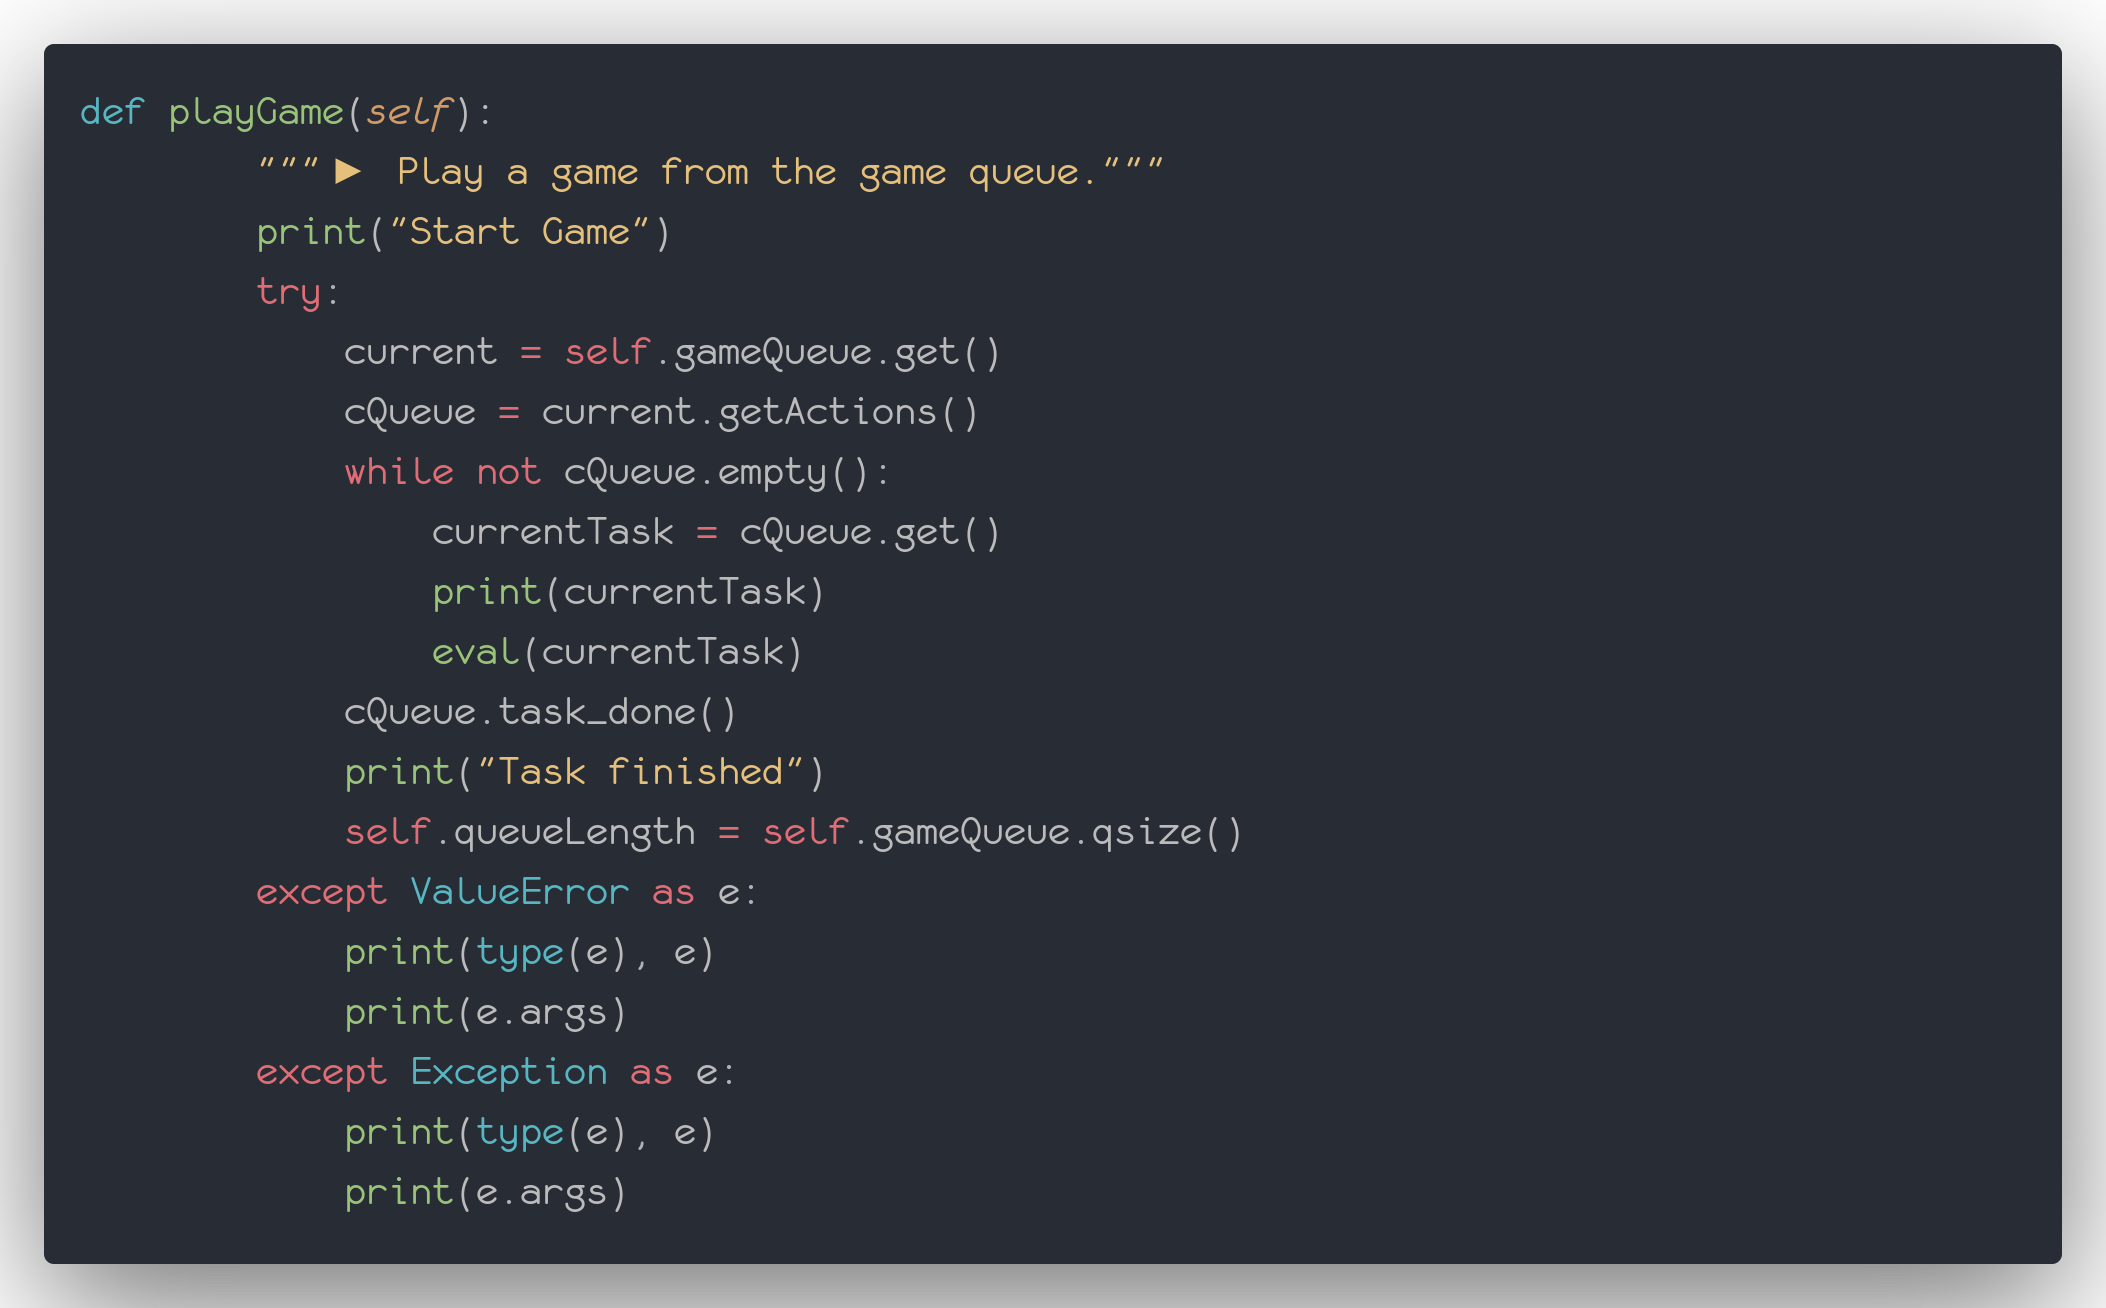 def playGame(self):
        """► Play a game from the game queue."""
        print("Start Game")
        try:
            current = self.gameQueue.get()
            cQueue = current.getActions()
            while not cQueue.empty():
                currentTask = cQueue.get()
                print(currentTask)
                eval(currentTask)
            cQueue.task_done()
            print("Task finished")
            self.queueLength = self.gameQueue.qsize()
        except ValueError as e:
            print(type(e), e)
            print(e.args)
        except Exception as e:
            print(type(e), e)
            print(e.args)